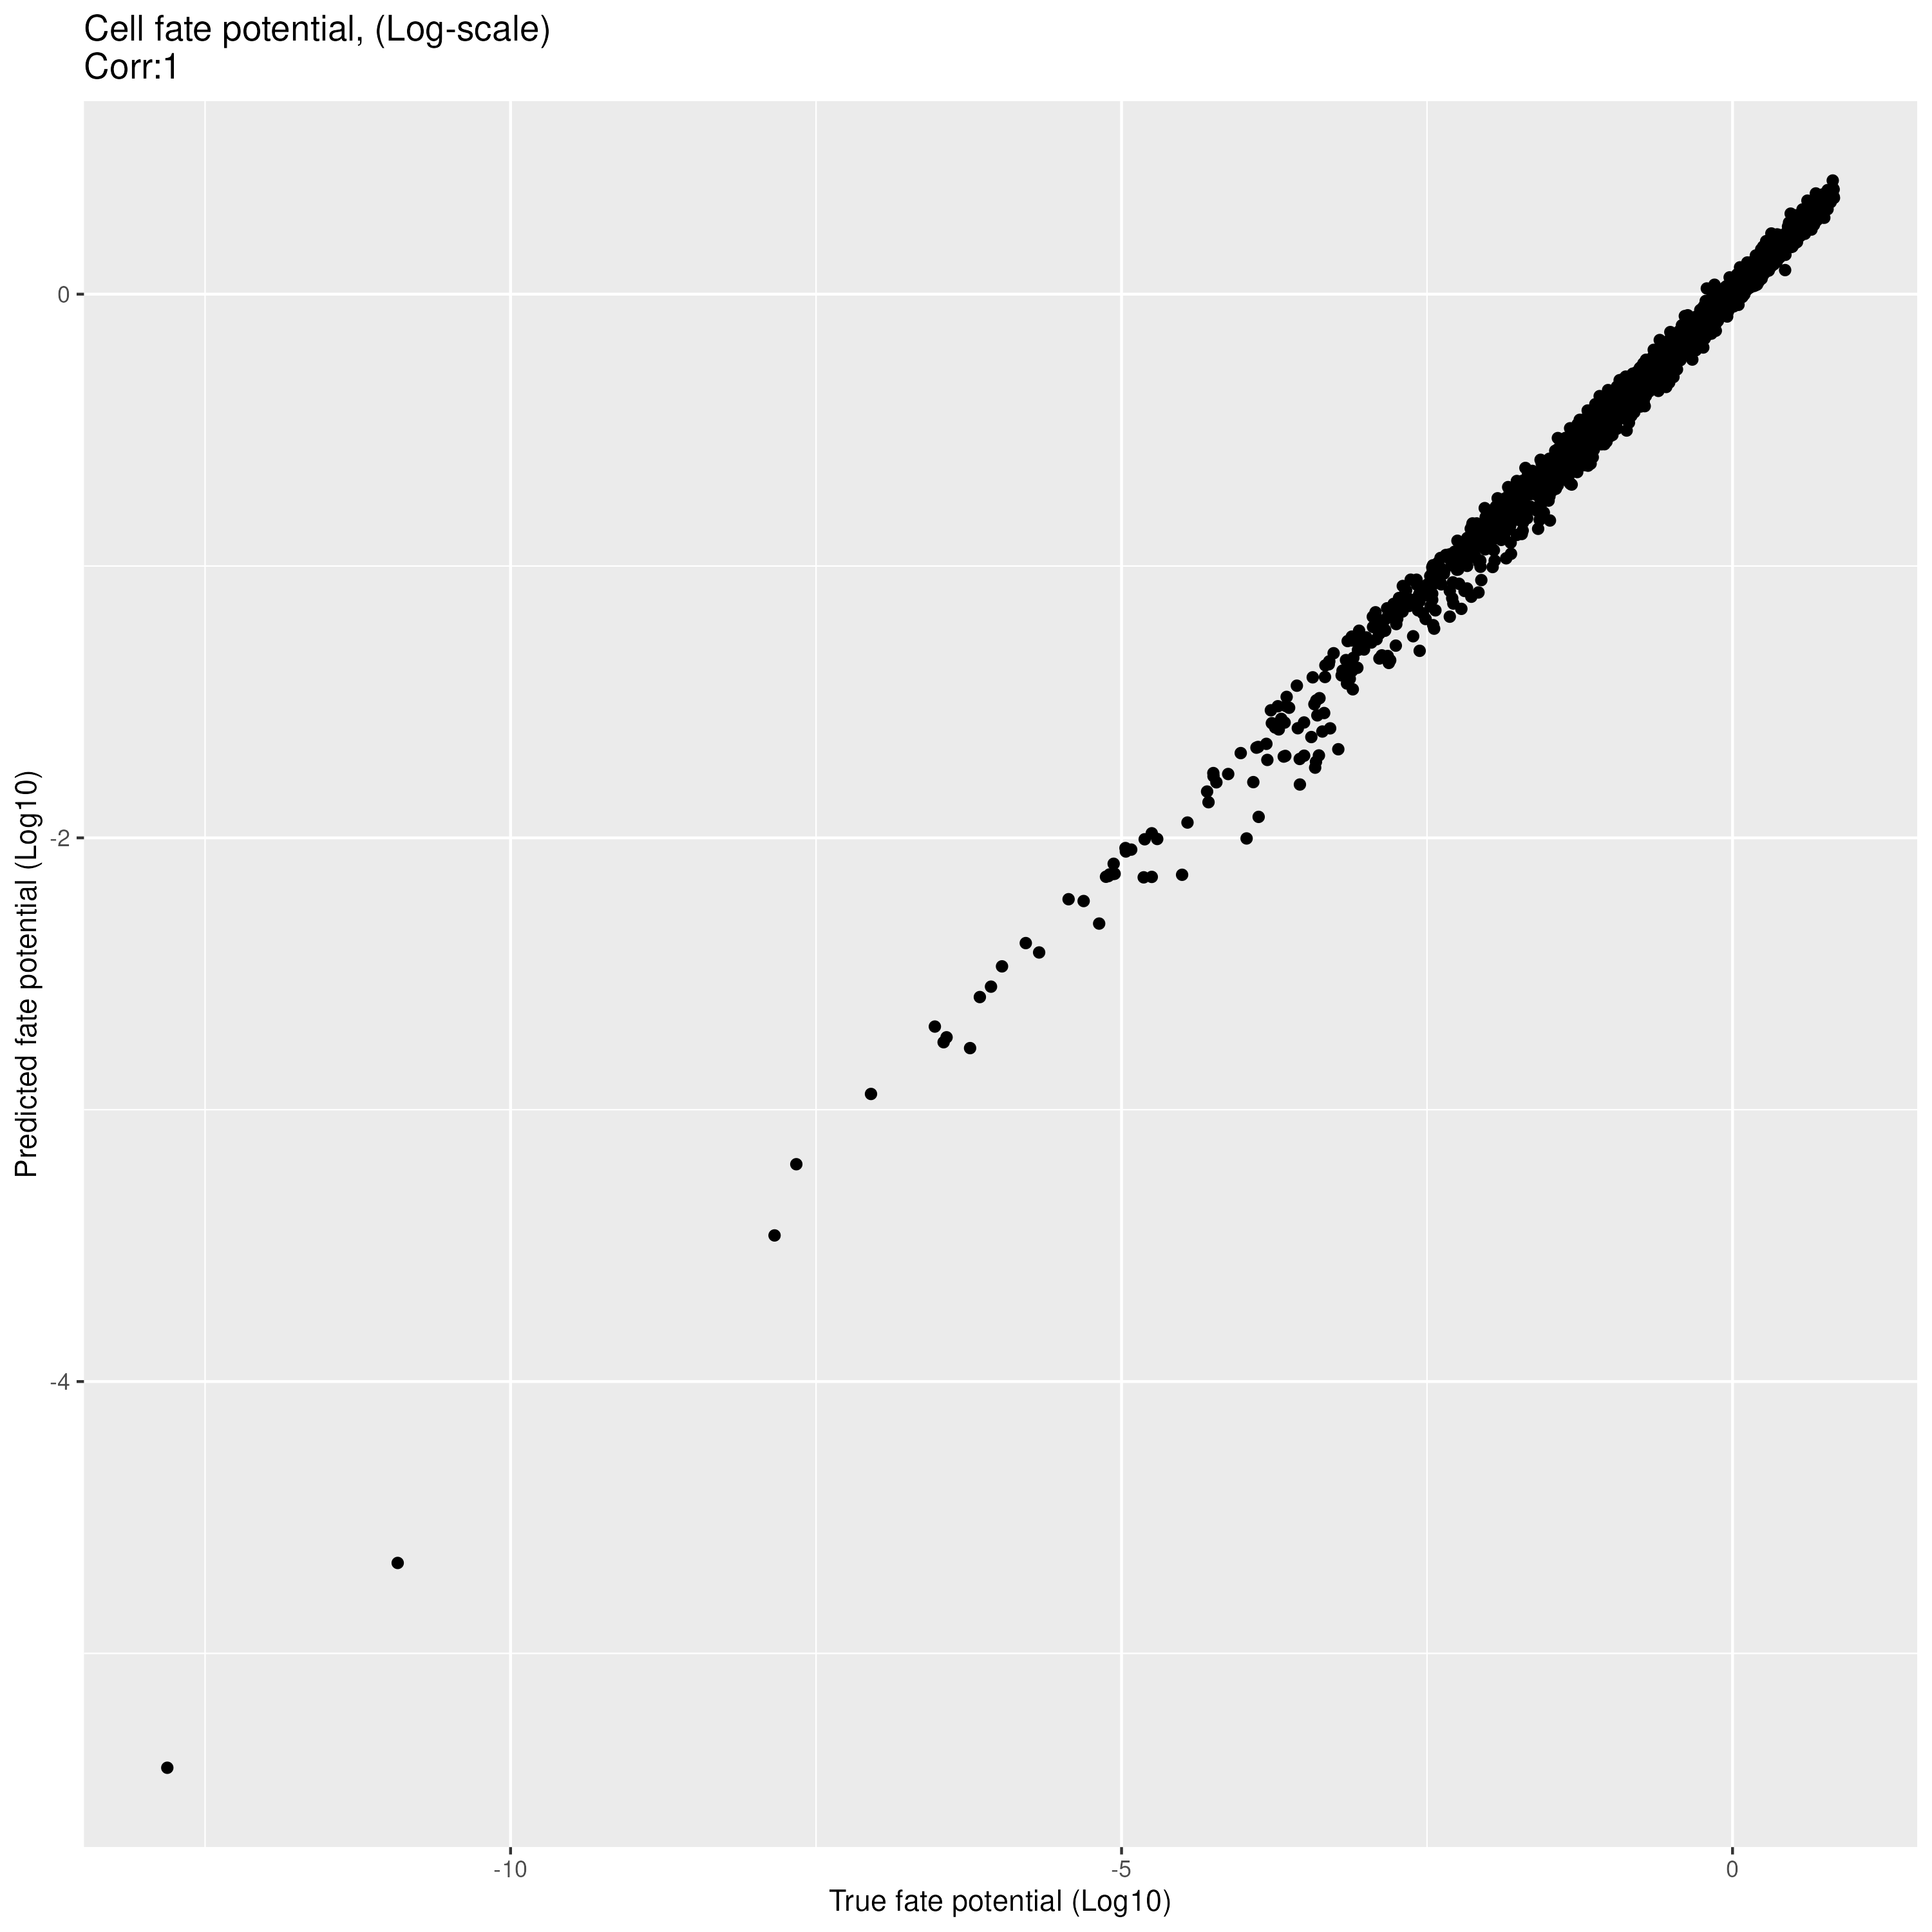 Cell fate potential, (Log-scale)
Corr:1
Predicted fate potential (Log10)
0
-2
-4
-10
-5
0
True fate potential (Log10)